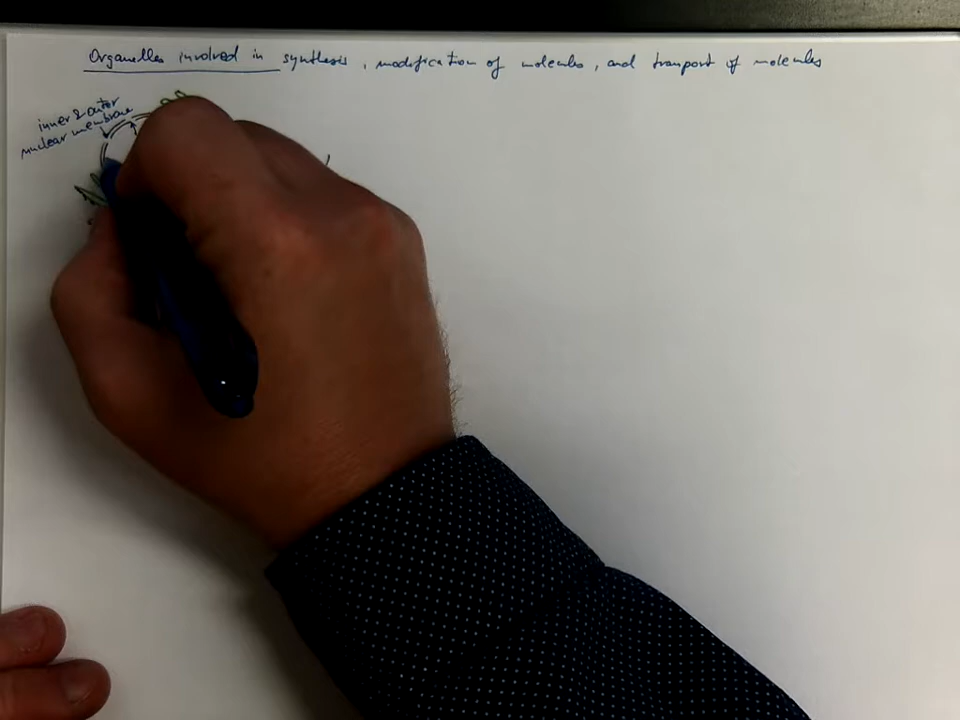 Organelles involved in synthesis, modification of molecules, and transport of molecules
inner & outer
nuclear membrane